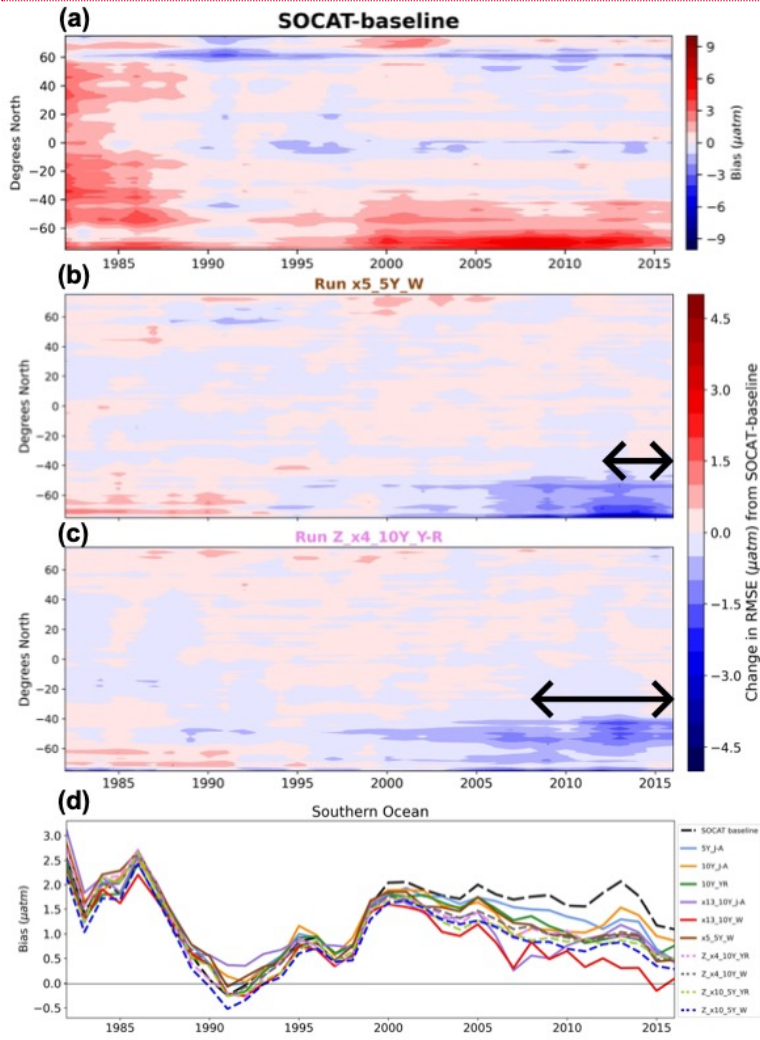 (a)
SOCAT-baseline
60
40
20
0
−20
−40
−60
Degrees North
1985 1990 1995 2000 2005 2010 2015
9
6
3
0
−3
−6
−9
Bias (μatm)
(b)
Run x5_5Y_W
60
40
20
0
−20
−40
−60
Degrees North
(c)
Run Z_x4_10Y_Y-R
60
40
20
0
−20
−40
−60
Degrees North
1985 1990 1995 2000 2005 2010 2015
4.5
3.0
1.5
0.0
−1.5
−3.0
−4.5
Change in RMSE (μatm) from SOCAT-baseline
(d)
Southern Ocean
3.0
2.5
2.0
1.5
1.0
0.5
0.0
−0.5
Bias (μatm)
1985 1990 1995 2000 2005 2010 2015
SOCAT baseline
5Y_J-A
10Y_J-A
10Y_YR
x13_10Y_J-A
x13_10Y_W
x5_5Y_W
Z_x4_10Y_YR
Z_x4_10Y_W
Z_x10_5Y_YR
Z_x10_5Y_W